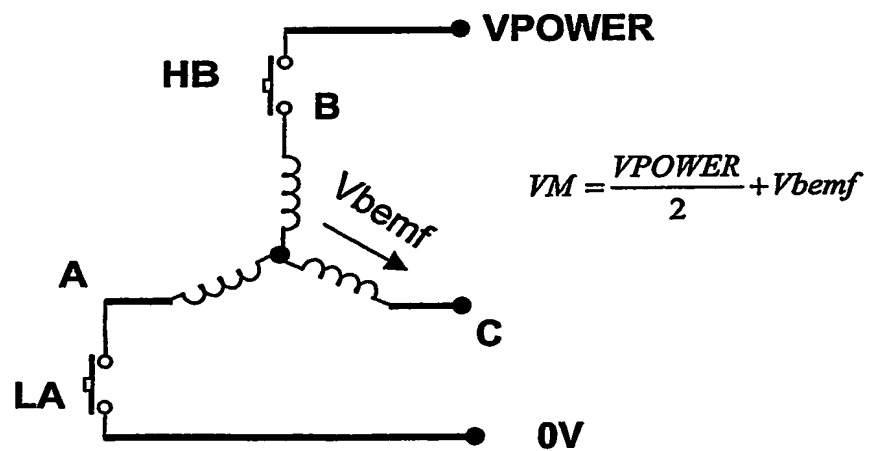 VPOWER
HB
B
VM = VPOWER/2 + Vbemf
Vbemf
A
C
LA
0V